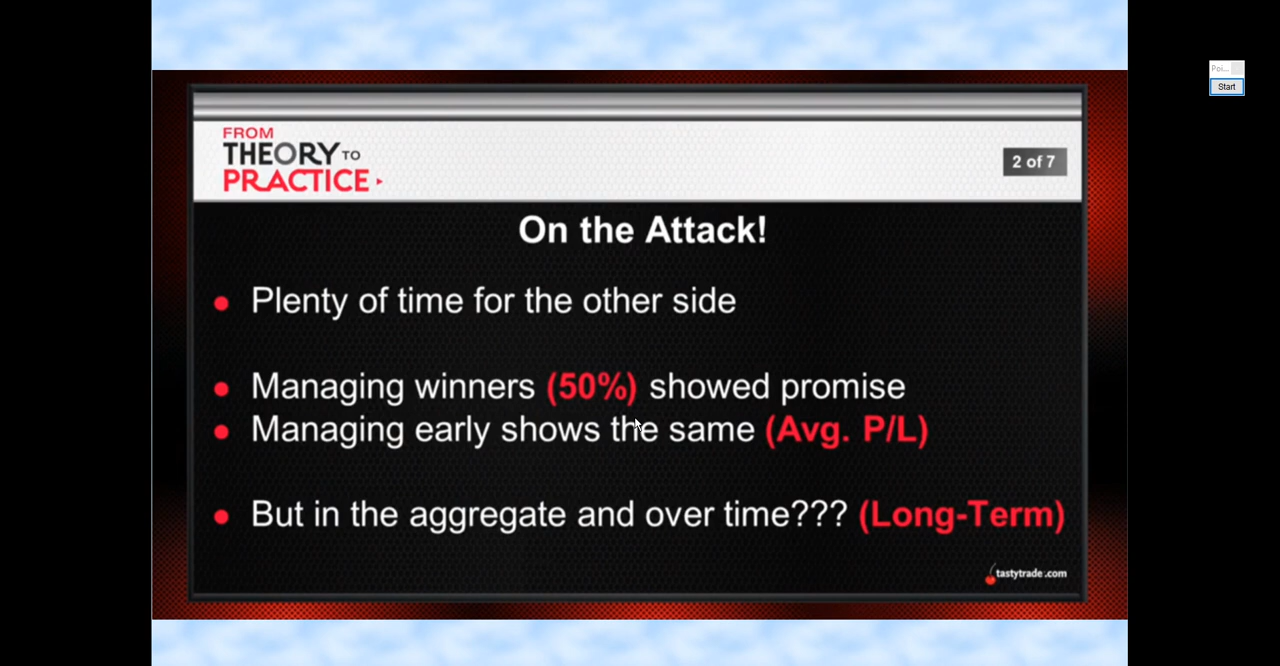 Poi...
Start
FROM
THEORY TO
PRACTICE
2 of 7
On the Attack!
Plenty of time for the other side
Managing winners (50%) showed promise
Managing early shows the same (Avg. P/L)
But in the aggregate and over time??? (Long-Term)
tastytrade.com